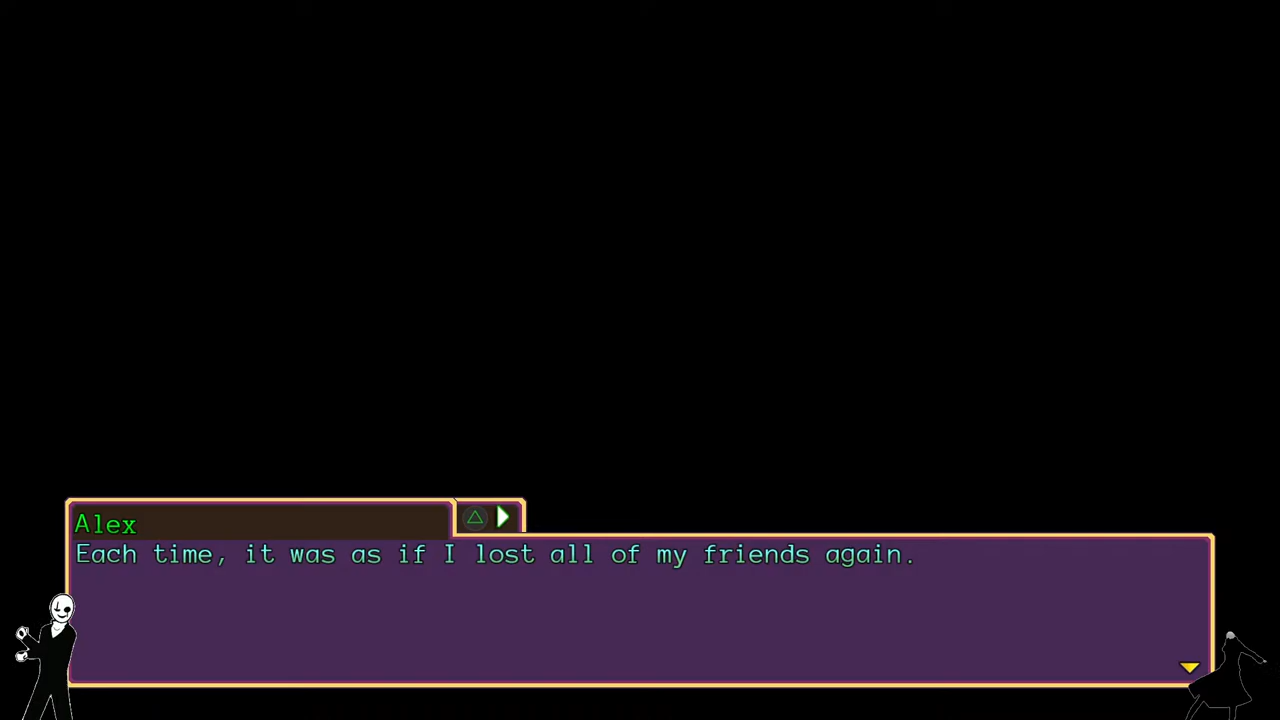 Alex
Each time, it was as if I lost all of my friends again.